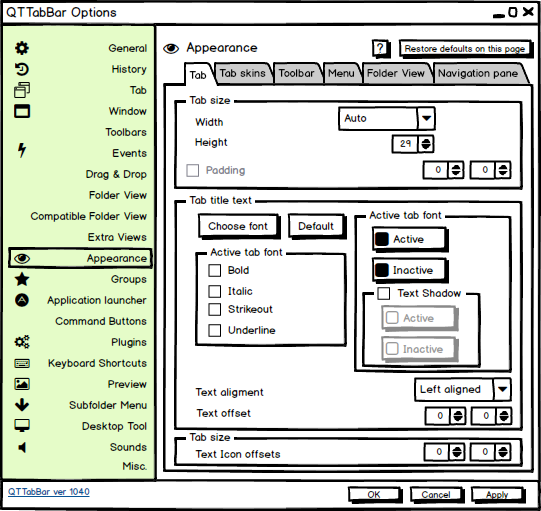 QTTabBar Options
General
History
Tab
Window
Toolbars
Events
Drag & Drop
Folder View
Compatible Folder View
Extra Views
Appearance
Groups
Application launcher
Command Buttons
Plugins
Keyboard Shortcuts
Preview
Subfolder Menu
Desktop Tool
Sounds
Misc.
Appearance
?
Restore defaults on this page
Tab Tab skins Toolbar Menu Folder View Navigation pane
Tab size
Width Auto
Height 29
Padding 0 0
Tab title text
Choose font Default
Active tab font
Bold
Italic
Strikeout
Underline
Active tab font
Active
Inactive
Text Shadow
Active
Inactive
Text aligment Left aligned
Text offset 0 0
Tab size
Text Icon offsets 0 0
QTTabBar ver 1040
OK Cancel Apply